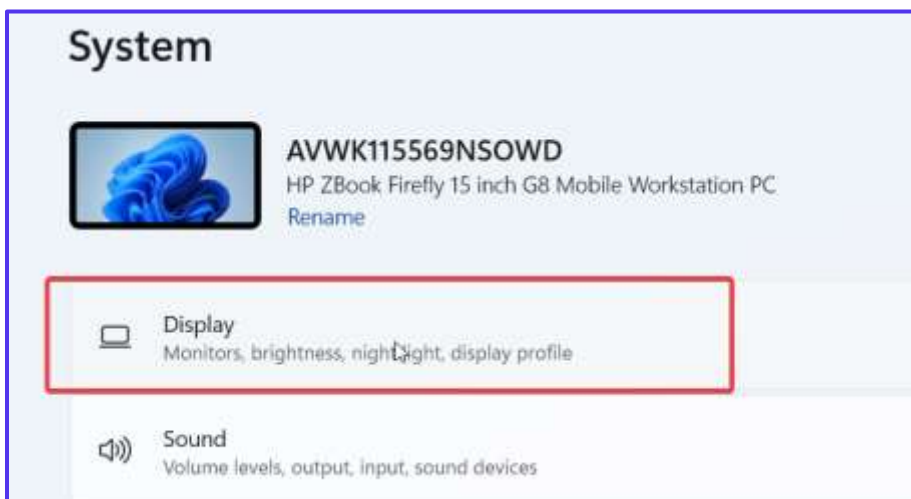 System
AVWK115569NSOWD
HP ZBook Firefly 15 inch G8 Mobile Workstation PC
Rename
Display
Monitors, brightness, night light, display profile
Sound
Volume levels, output, input, sound devices